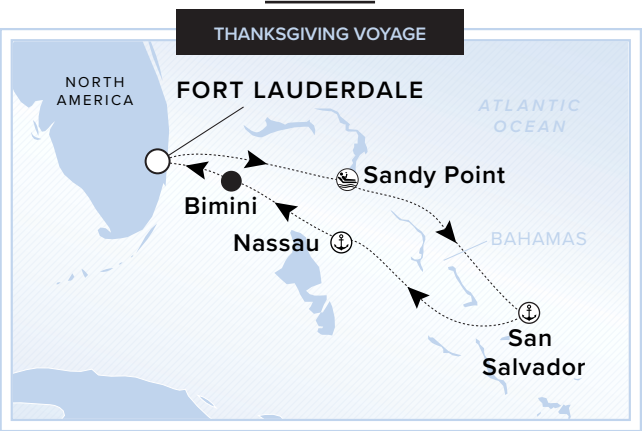 THANKSGIVING VOYAGE
NORTH
AMERICA
FORT LAUDERDALE
ATLANTIC
OCEAN
Sandy Point
Bimini
Nassau
BAHAMAS
San
Salvador